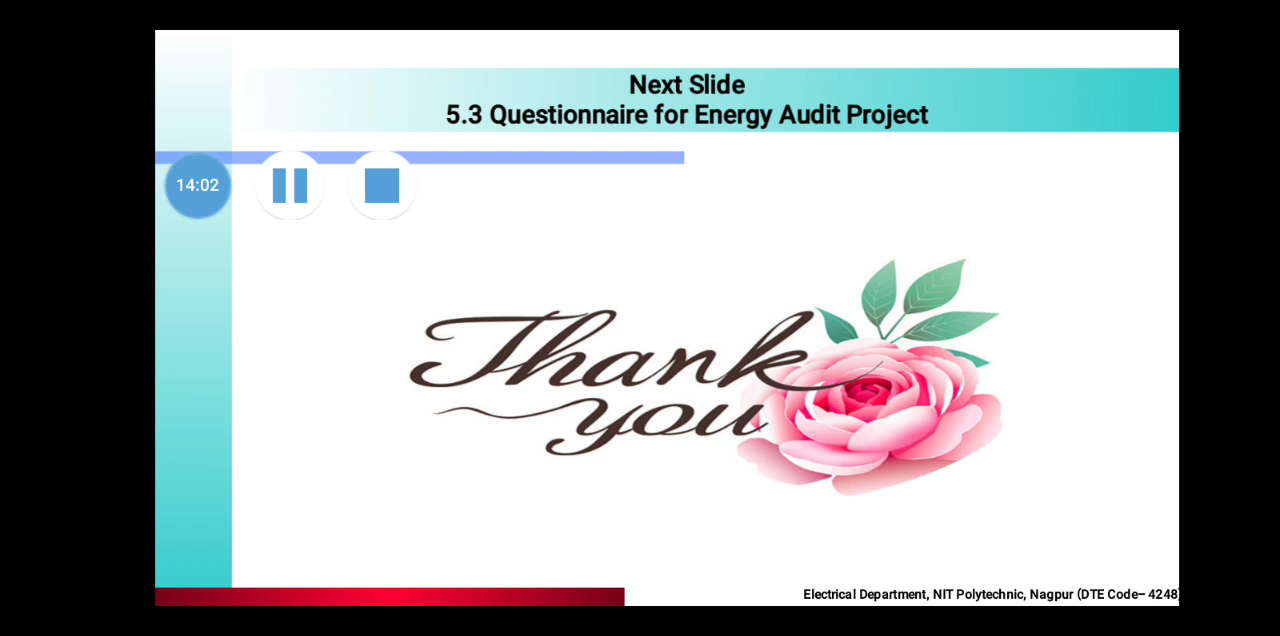 Next Slide
5.3 Questionnaire for Energy Audit Project
14:02
Thank
you
Electrical Department, NIT Polytechnic, Nagpur (DTE Code– 4248)